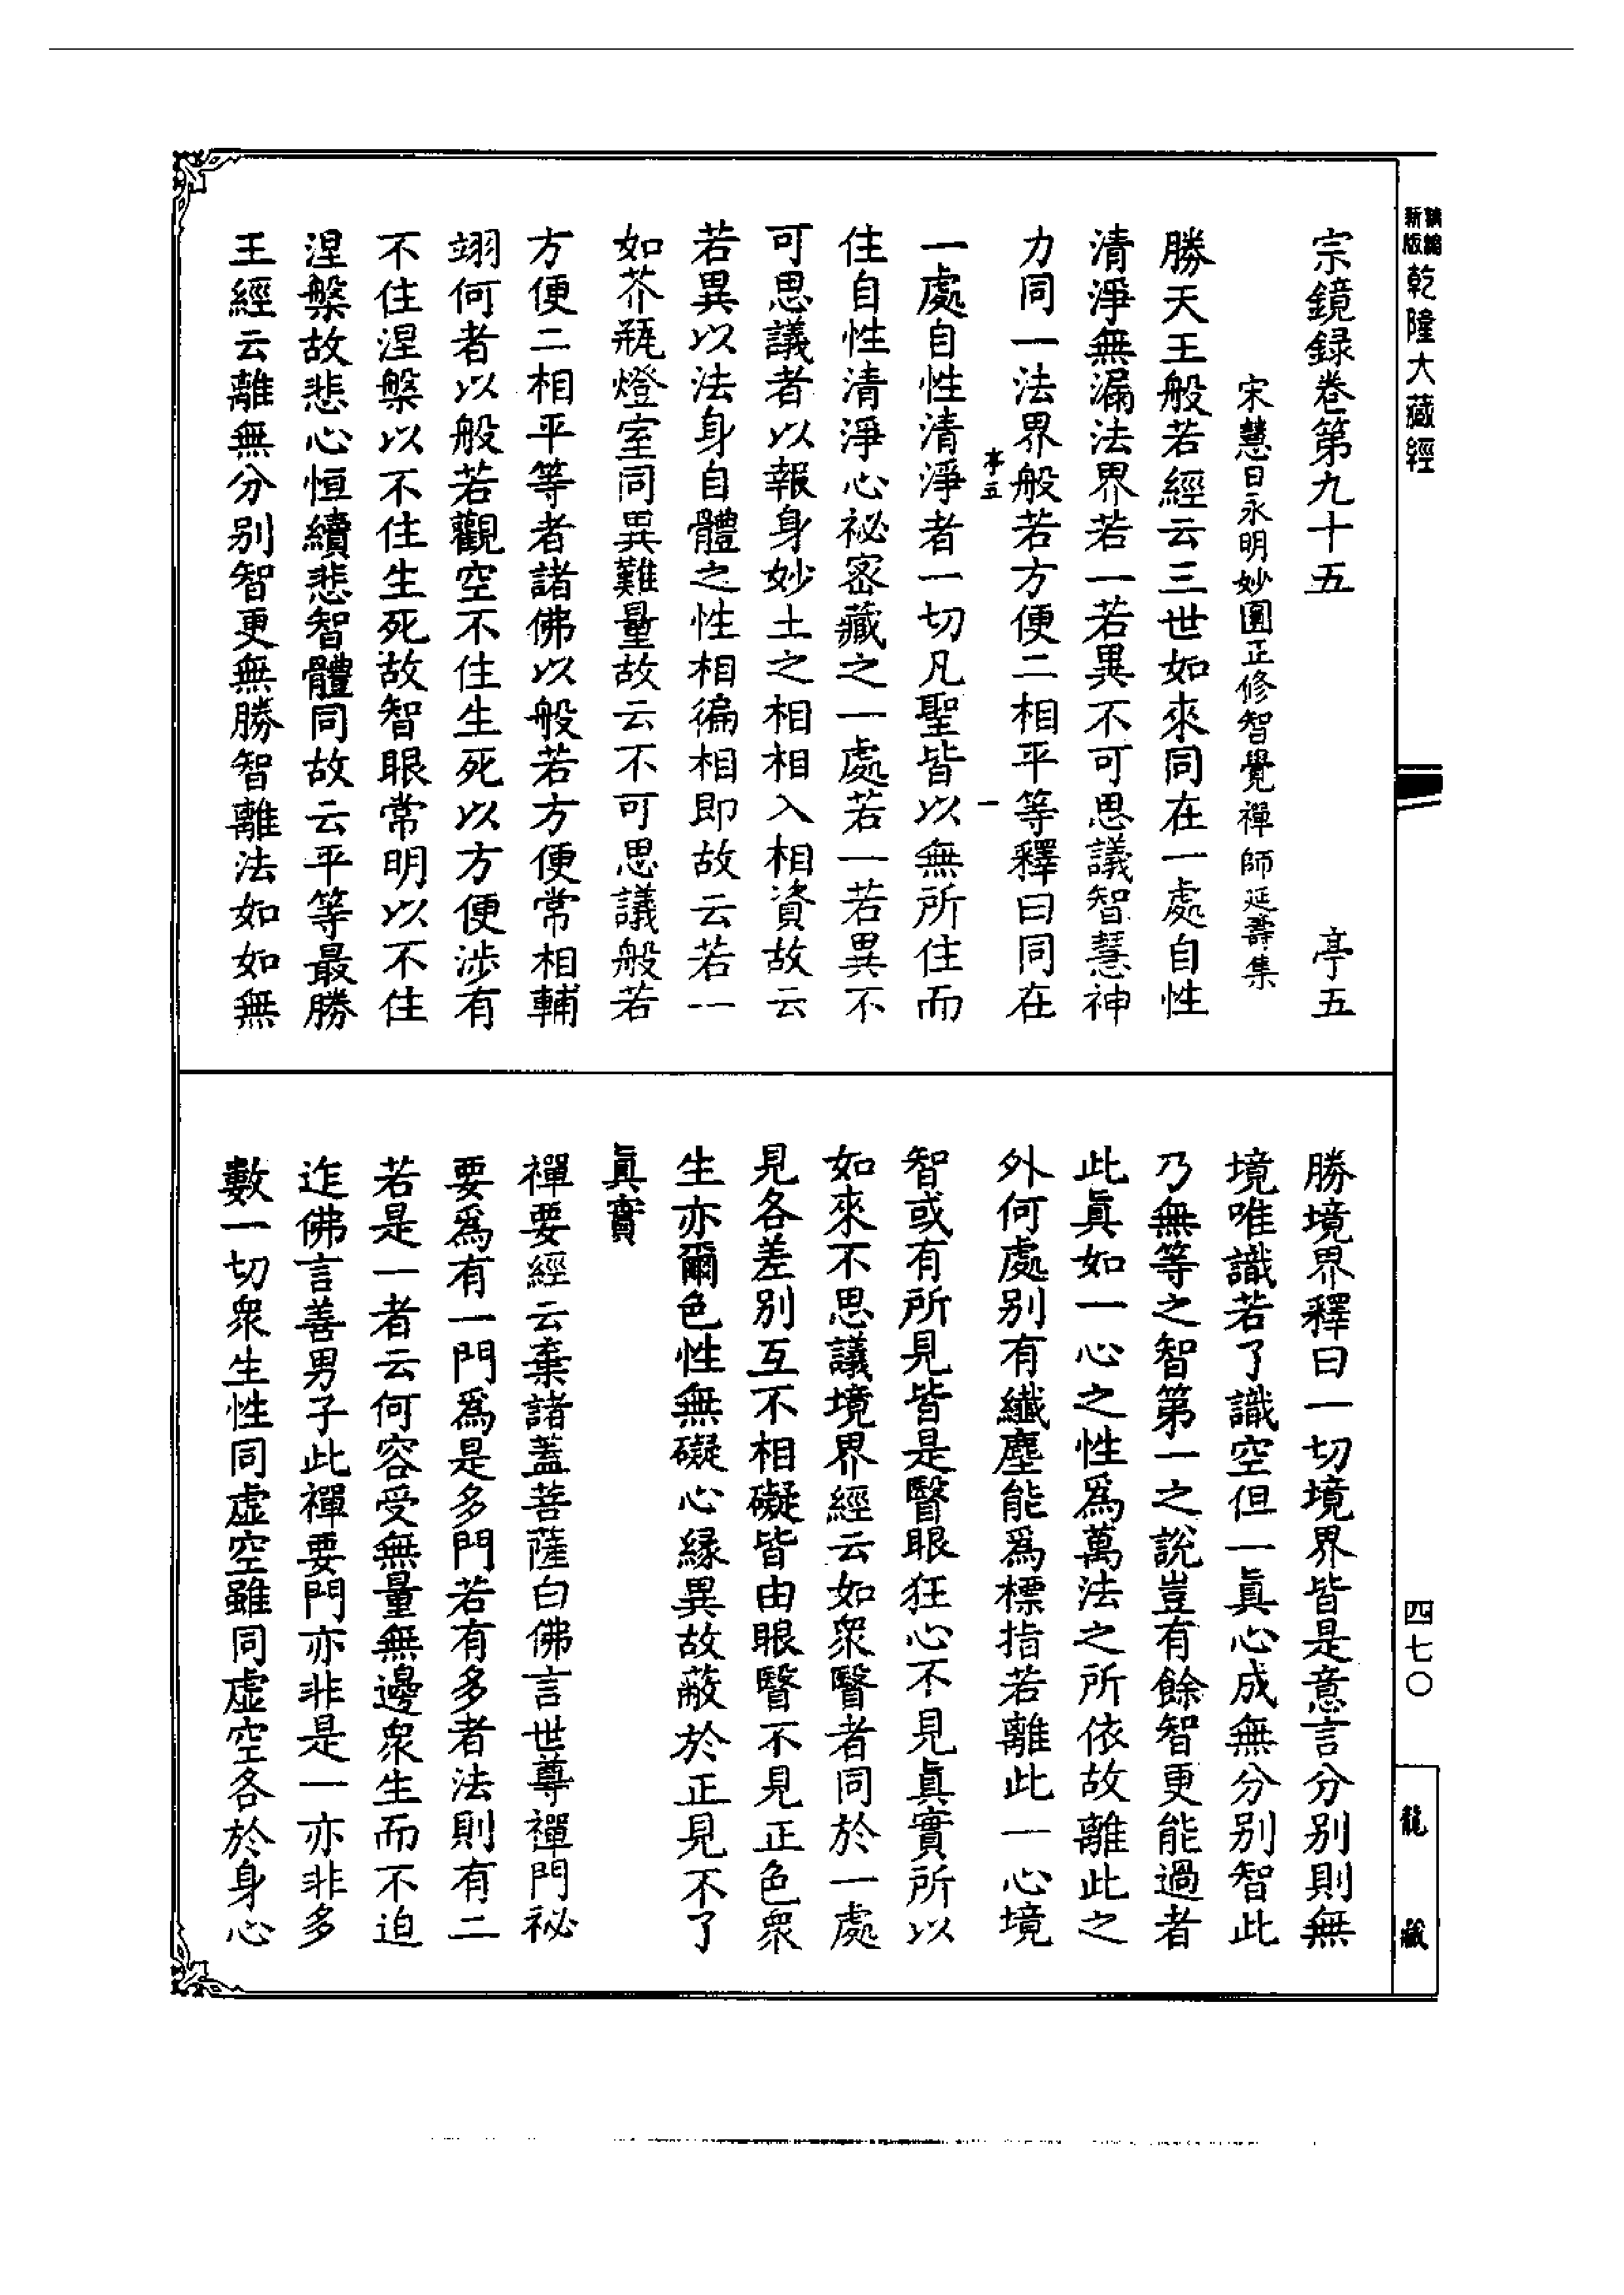 新編縮版乾隆大藏經
宗鏡録卷第九十五 亭五
宋慧日永明妙圓正修智覺禪師延壽集
勝天王般若經云三世如來同在一處自性
清淨無漏法界若一若異不可思議智慧神
力同一法界般若方便二相平等釋曰同在
亭五 一
一處自性清淨者一切凡聖皆以無所住而
住自性清淨心祕密藏之一處若一若異不
可思議者以報身妙土之相相入相資故云
若異以法身自體之性相徧相即故云若一
如芥瓶燈室同異難量故云不可思議般若
方便二相平等者諸佛以般若方便常相輔
翊何者以般若觀空不住生死以方便涉有
不住涅槃以不住生死故智眼常明以不住
涅槃故悲心恒續悲智體同故云平等最勝
王經云離無分别智更無勝智離法如如無
勝境界釋曰一切境界皆是意言分别則無
境唯識若了識空但一眞心成無分别智此
乃無等之智第一之說豈有餘智更能過者
此眞如一心之性爲萬法之所依故離此之
外何處别有纖塵能爲標指若離此一心境
智或有所見皆是瞖眼狂心不見眞實所以
如來不思議境界經云如衆瞖者同於一處
見各差别互不相礙皆由眼瞖不見正色衆
生亦爾色性無礙心緣異故蔽於正見不了
眞實
禪要經云棄諸蓋菩薩白佛言世尊禪門祕
要爲有一門爲是多門若有多者法則有二
若是一者云何容受無量無邊衆生而不迫
迮佛言善男子此禪要門亦非是一亦非多
數一切衆生性同虛空雖同虛空各於身心
四七〇
龍藏